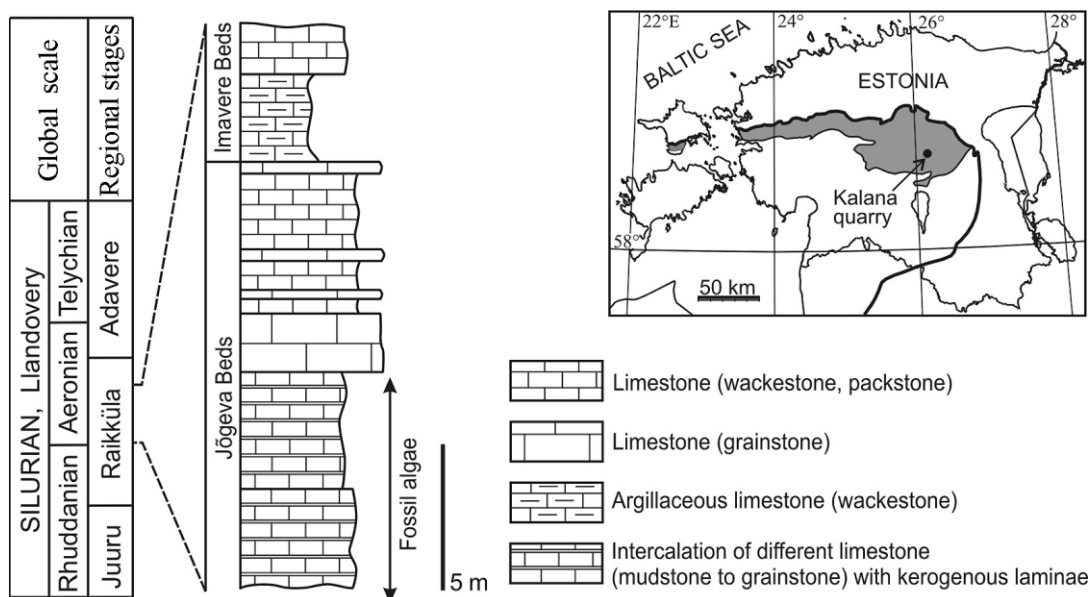 Global scale
Regional stages
SILURIAN, Llandovery
Telychian
Aeronian
Rhuddanian
Adavere
Raikküla
Juuru
Imavere Beds
Jõgeva Beds
Fossil algae
5 m
22°E
24°
26°
28°
BALTIC SEA
ESTONIA
Kalana
quarry
58°
50 km
Limestone (wackestone, packstone)
Limestone (grainstone)
Argillaceous limestone (wackestone)
Intercalation of different limestone
(mudstone to grainstone) with kerogenous laminae